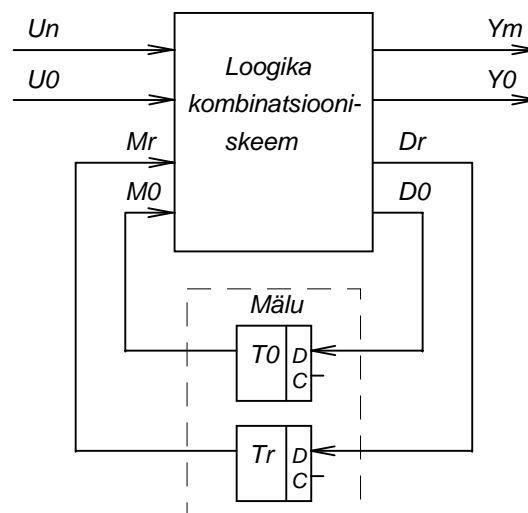 Un
U0
Mr
M0
Loogika
kombinatsiooni-
skeem
Ym
Y0
Dr
D0
Mälu
T0
D
C
Tr
D
C